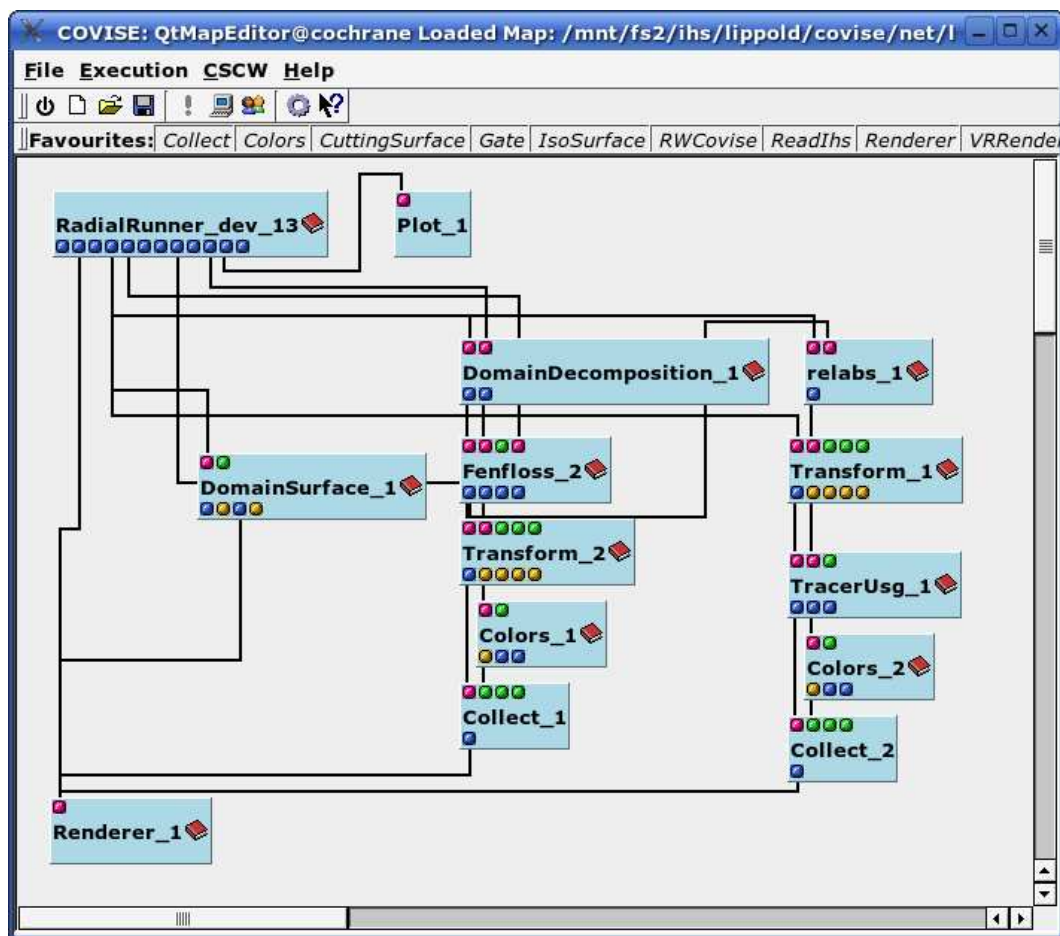 COVISE: QtMapEditor@cochrane Loaded Map: /mnt/fs2/ihs/lippold/covise/net/l
File Execution CSCW Help
Favourites: Collect Colors CuttingSurface Gate IsoSurface RWCovise ReadIhs Renderer VRRender
RadialRunner_dev_13
Plot_1
DomainDecomposition_1
relabs_1
Fenfloss_2
Transform_1
DomainSurface_1
Transform_2
TracerUsg_1
Colors_1
Colors_2
Collect_1
Collect_2
Renderer_1